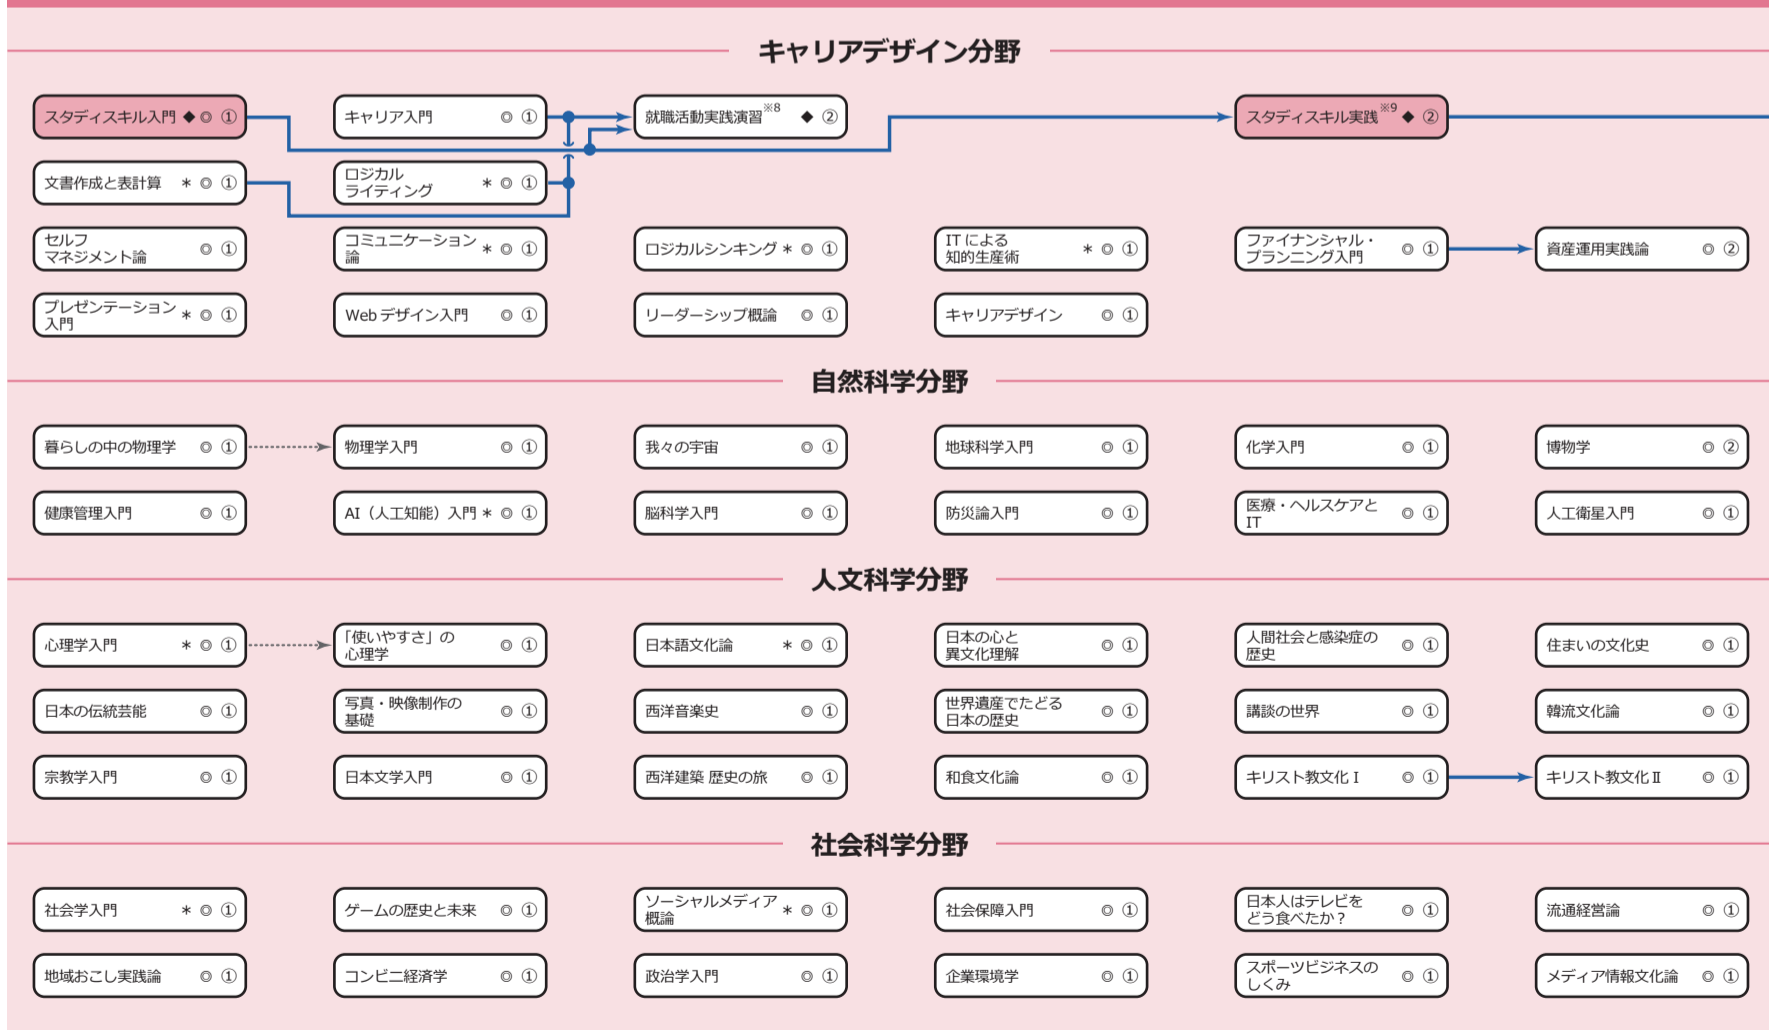 キャリアデザイン分野
スタディスキル入門 ◆ ◎ ①
キャリア入門 ◎ ①
就職活動実践演習※8 ◆ ②
スタディスキル実践※9 ◆ ②
文書作成と表計算 * ◎ ①
ロジカル
ライティング * ◎ ①
セルフ
マネジメント論 ◎ ①
コミュニケーション
論 * ◎ ①
ロジカルシンキング * ◎ ①
ITによる
知的生産術 * ◎ ①
ファイナンシャル・
プランニング入門 ◎ ①
資産運用実践論 ◎ ②
プレゼンテーション
入門 * ◎ ①
Webデザイン入門 ◎ ①
リーダーシップ概論 ◎ ①
キャリアデザイン ◎ ①
自然科学分野
暮らしの中の物理学 ◎ ①
物理学入門 ◎ ①
我々の宇宙 ◎ ①
地球科学入門 ◎ ①
化学入門 ◎ ①
博物学 ◎ ②
健康管理入門 ◎ ①
AI（人工知能）入門 * ◎ ①
脳科学入門 ◎ ①
防災論入門 ◎ ①
医療・ヘルスケアと
IT ◎ ①
人工衛星入門 ◎ ①
人文科学分野
心理学入門 * ◎ ①
「使いやすさ」の
心理学 ◎ ①
日本語文化論 * ◎ ①
日本の心と
異文化理解 ◎ ①
人間社会と感染症の
歴史 ◎ ①
住まいの文化史 ◎ ①
日本の伝統芸能 ◎ ①
写真・映像制作の
基礎 ◎ ①
西洋音楽史 ◎ ①
世界遺産でたどる
日本の歴史 ◎ ①
講談の世界 ◎ ①
韓流文化論 ◎ ①
宗教学入門 ◎ ①
日本文学入門 ◎ ①
西洋建築 歴史の旅 ◎ ①
和食文化論 ◎ ①
キリスト教文化Ⅰ ◎ ①
キリスト教文化Ⅱ ◎ ①
社会科学分野
社会学入門 * ◎ ①
ゲームの歴史と未来 ◎ ①
ソーシャルメディア
概論 * ◎ ①
社会保障入門 ◎ ①
日本人はテレビを
どう食べたか？ ◎ ①
流通経営論 ◎ ①
地域おこし実践論 ◎ ①
コンビニ経済学 ◎ ①
政治学入門 ◎ ①
企業環境学 ◎ ①
スポーツビジネスの
しくみ ◎ ①
メディア情報文化論 ◎ ①